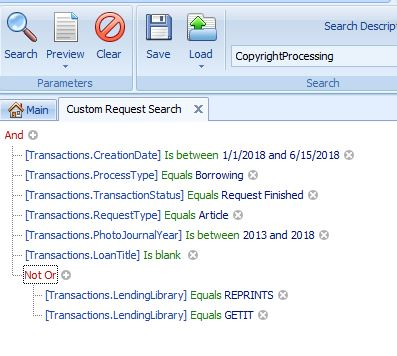 Search Preview Clear Save Load
Search Descript
CopyrightProcessing
Parameters Search
Main Custom Request Search
And
[Transactions.CreationDate] Is between 1/1/2018 and 6/15/2018
[Transactions.ProcessType] Equals Borrowing
[Transactions.TransactionStatus] Equals Request Finished
[Transactions.RequestType] Equals Article
[Transactions.PhotoJournalYear] Is between 2013 and 2018
[Transactions.LoanTitle] Is blank
Not Or
[Transactions.LendingLibrary] Equals REPRINTS
[Transactions.LendingLibrary] Equals GETIT